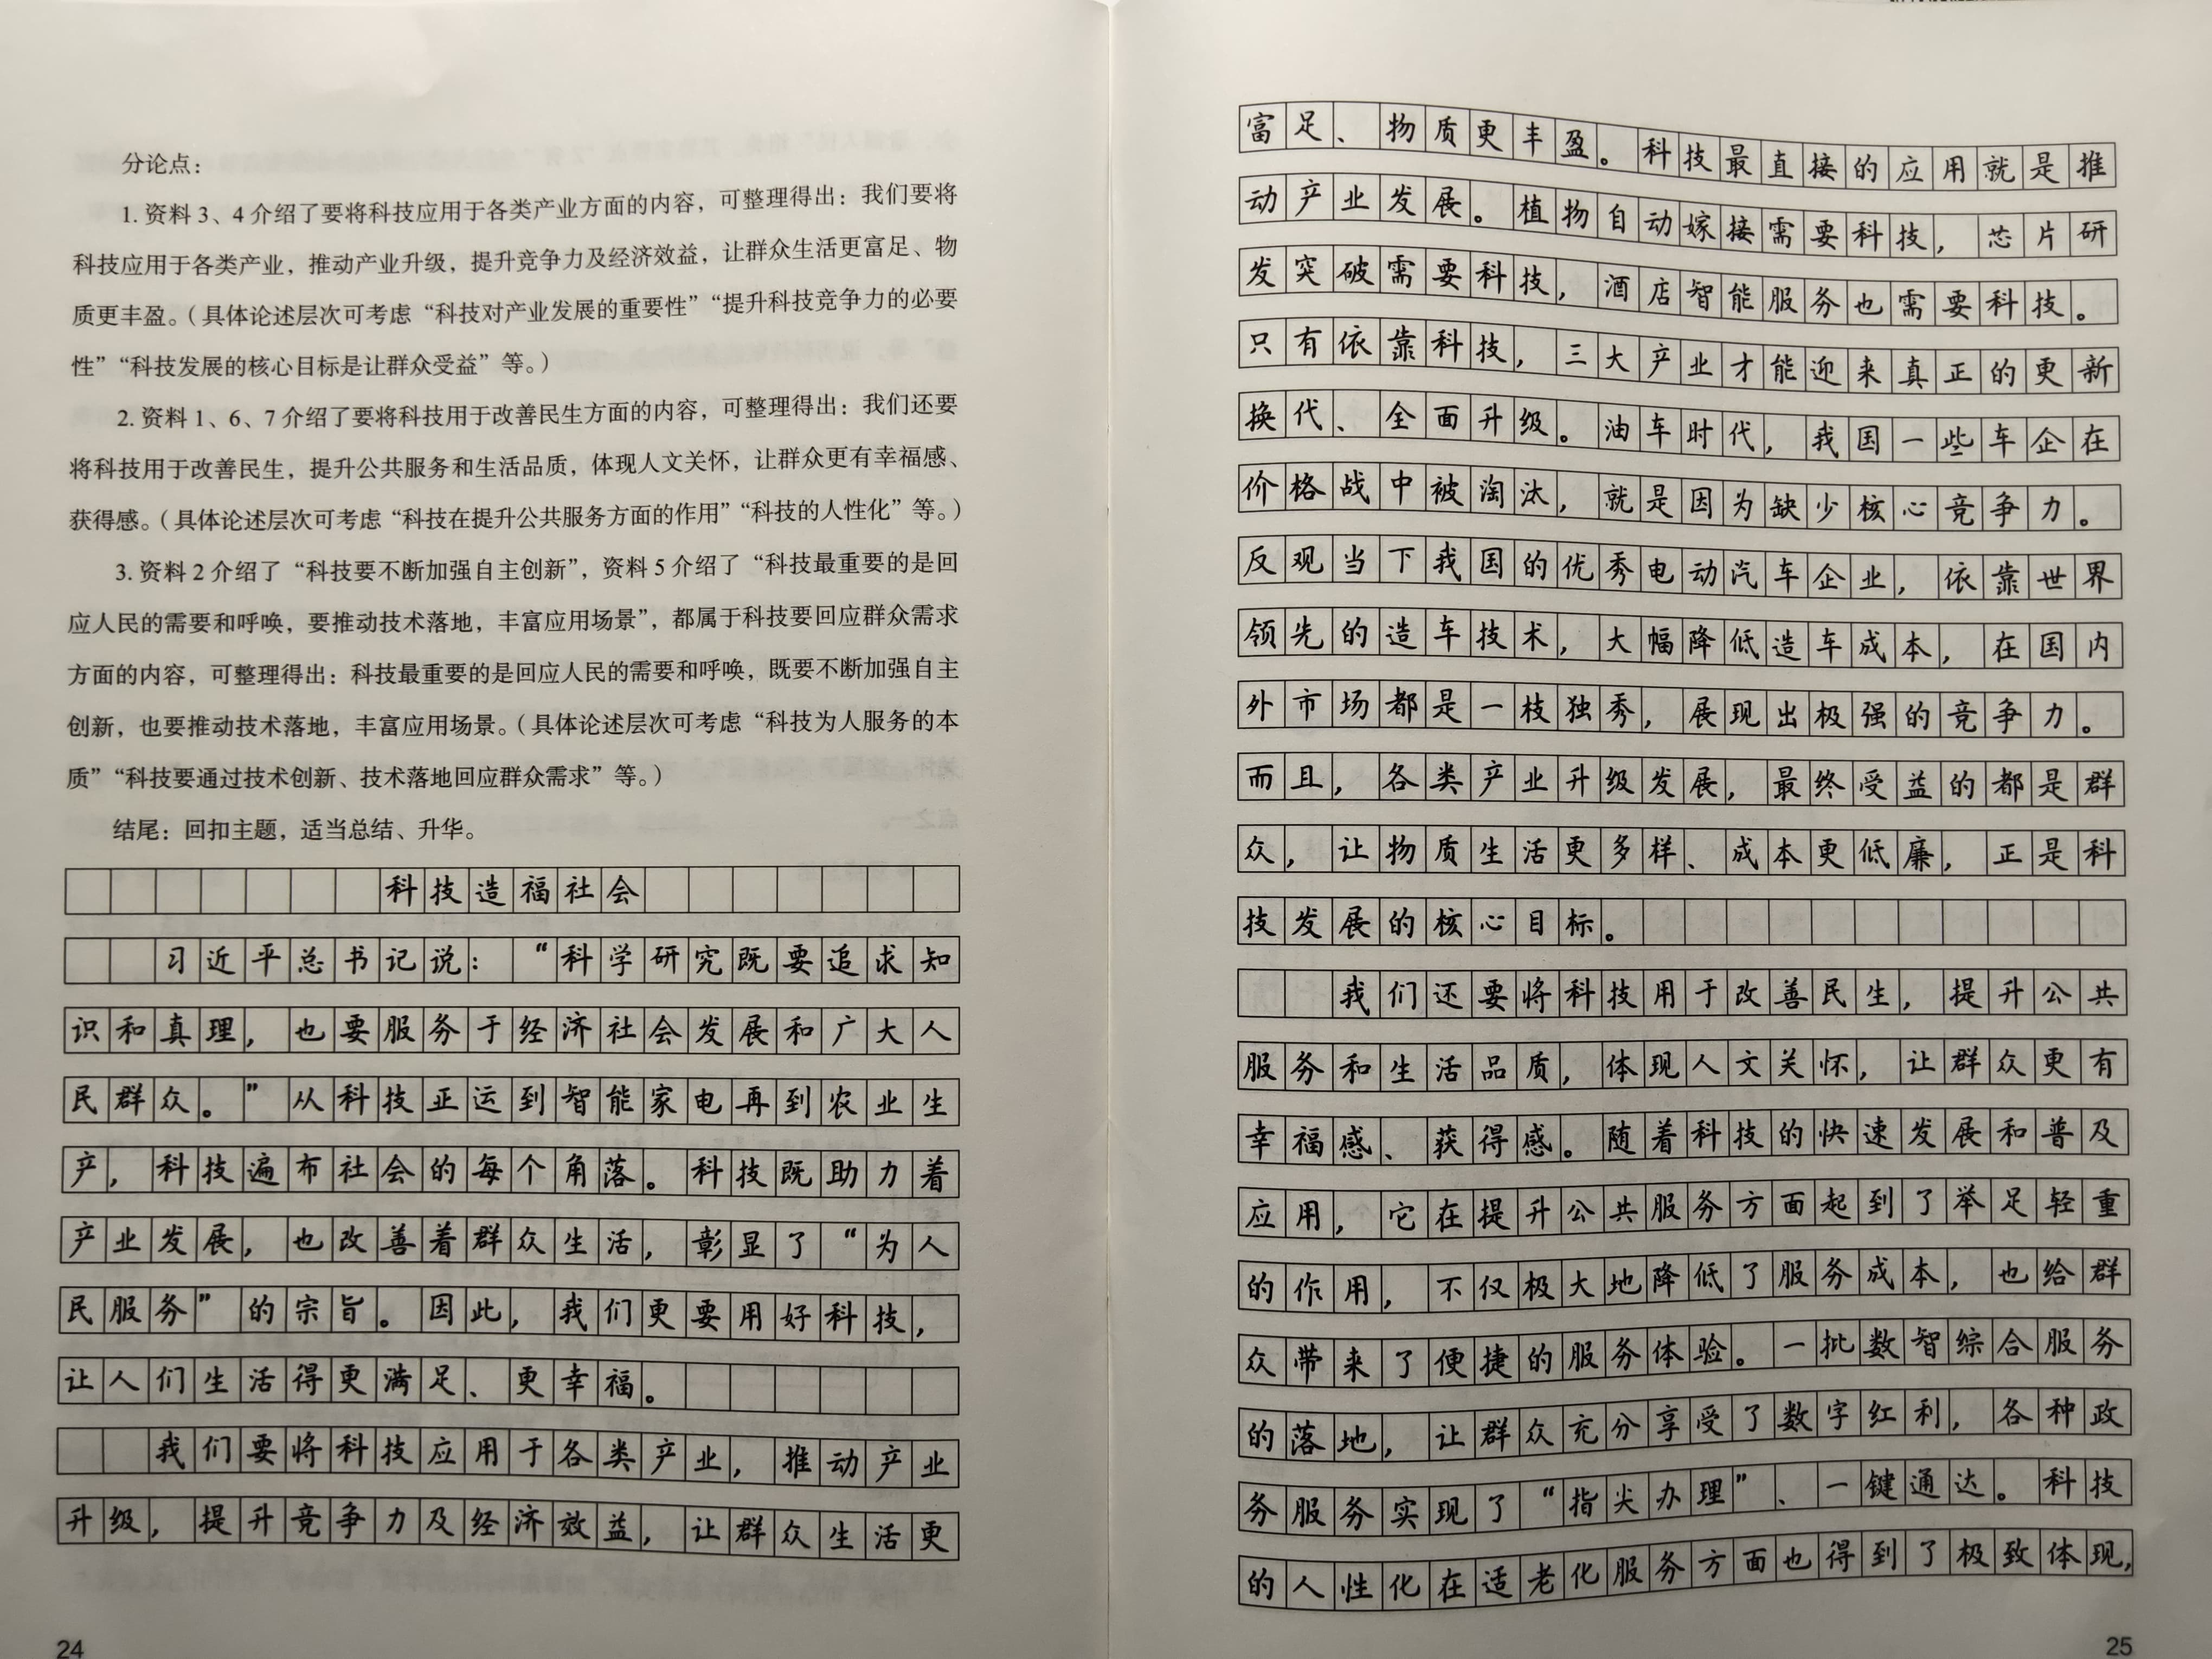 分论点：
1. 资料 3、4 介绍了要将科技应用于各类产业方面的内容，可整理得出：我们要将
科技应用于各类产业，推动产业升级，提升竞争力及经济效益，让群众生活更富足、物
质更丰盈。（具体论述层次可考虑“科技对产业发展的重要性”“提升科技竞争力的必要
性”“科技发展的核心目标是让群众受益”等。）
2. 资料 1、6、7 介绍了要将科技用于改善民生方面的内容，可整理得出：我们还要
将科技用于改善民生，提升公共服务和生活品质，体现人文关怀，让群众更有幸福感、
获得感。（具体论述层次可考虑“科技在提升公共服务方面的作用”“科技的人性化”等。）
3. 资料 2 介绍了“科技要不断加强自主创新”，资料 5 介绍了“科技最重要的是回
应人民的需要和呼唤，要推动技术落地，丰富应用场景”，都属于科技要回应群众需求
方面的内容，可整理得出：科技最重要的是回应人民的需要和呼唤，既要不断加强自主
创新，也要推动技术落地，丰富应用场景。（具体论述层次可考虑“科技为人服务的本
质”“科技要通过技术创新、技术落地回应群众需求”等。）
结尾：回扣主题，适当总结、升华。
科技造福社会
习近平总书记说：“科学研究既要追求知
识和真理，也要服务于经济社会发展和广大人
民群众。”从科技亚运到智能家电再到农业生
产，科技遍布社会的每个角落。科技既助力着
产业发展，也改善着群众生活，彰显了“为人
民服务”的宗旨。因此，我们更要用好科技，
让人们生活得更满足、更幸福。
我们要将科技应用于各类产业，推动产业
升级，提升竞争力及经济效益，让群众生活更
24
富足、物质更丰盈。科技最直接的应用就是推
动产业发展。植物自动嫁接需要科技，芯片研
发突破需要科技，酒店智能服务也需要科技。
只有依靠科技，三大产业才能迎来真正的更新
换代、全面升级。油车时代，我国一些车企在
价格战中被淘汰，就是因为缺少核心竞争力。
反观当下我国的优秀电动汽车企业，依靠世界
领先的造车技术，大幅降低造车成本，在国内
外市场都是一枝独秀，展现出极强的竞争力。
而且，各类产业升级发展，最终受益的都是群
众，让物质生活更多样、成本更低廉，正是科
技发展的核心目标。
我们还要将科技用于改善民生，提升公共
服务和生活品质，体现人文关怀，让群众更有
幸福感、获得感。随着科技的快速发展和普及
应用，它在提升公共服务方面起到了举足轻重
的作用，不仅极大地降低了服务成本，也给群
众带来了便捷的服务体验。一批数智综合服务
的落地，让群众充分享受了数字红利，各种政
务服务实现了“指尖办理”、一键通达。科技
的人性化在适老化服务方面也得到了极致体现，
25